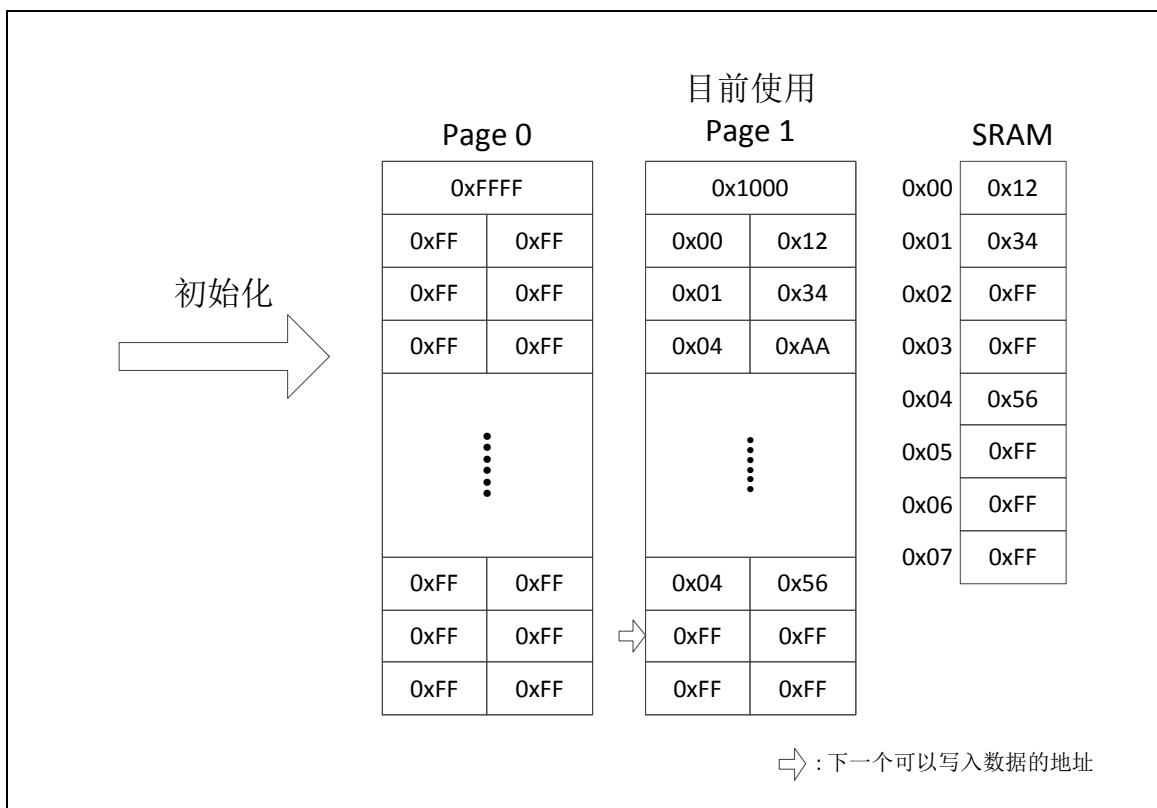 目前使用
Page 0 Page 1 SRAM
0xFFFF 0x1000 0x00 0x12
0xFF 0xFF 0x00 0x12 0x01 0x34
初始化 0xFF 0xFF 0x01 0x34 0x02 0xFF
0xFF 0xFF 0x04 0xAA 0x03 0xFF
0x04 0x56
0x05 0xFF
0x06 0xFF
0x07 0xFF
0xFF 0xFF 0x04 0x56
0xFF 0xFF 0xFF 0xFF
0xFF 0xFF 0xFF 0xFF
: 下一个可以写入数据的地址